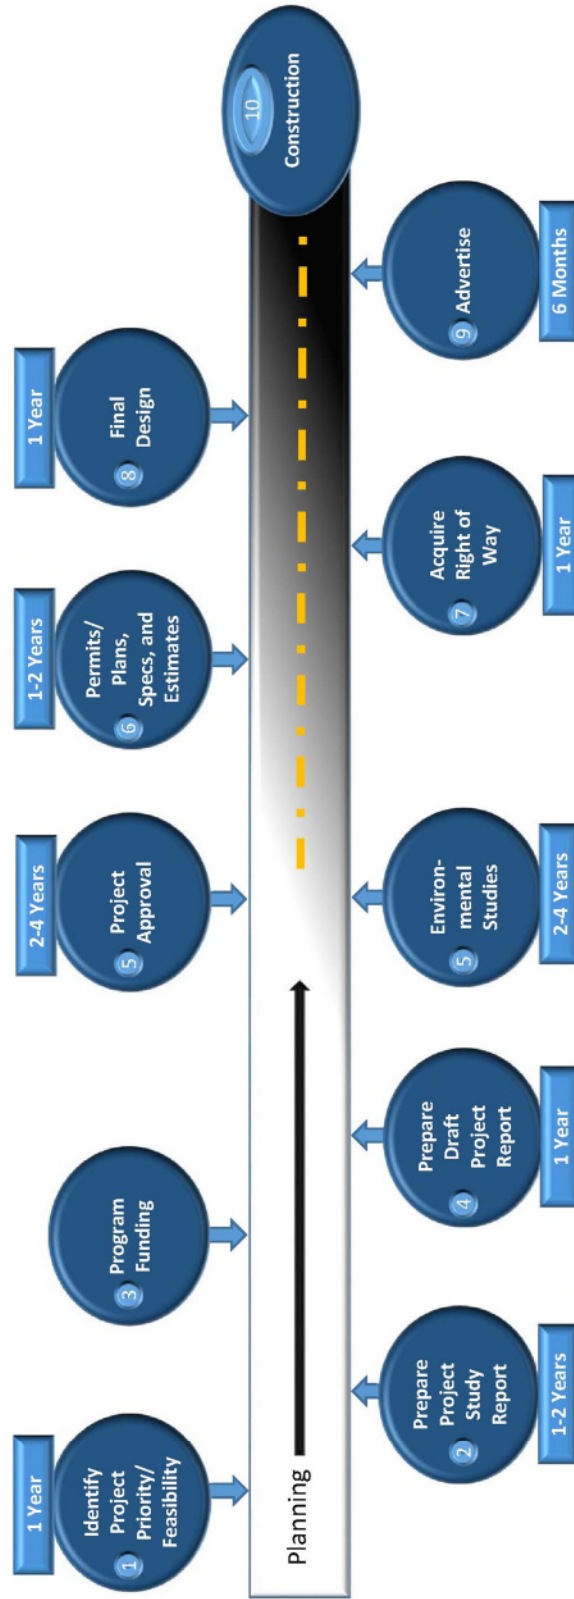 1 Year
1
Identify
Project
Priority/
Feasibility
1-2 Years
2
Prepare
Project
Study
Report
3
Program
Funding
1 Year
4
Prepare
Draft
Project
Report
2-4 Years
5
Project
Approval
2-4 Years
5
Environ-
mental
Studies
1-2 Years
6
Permits/
Plans,
Specs, and
Estimates
1 Year
7
Acquire
Right of
Way
1 Year
8
Final
Design
6 Months
9 Advertise
10
Construction
Planning